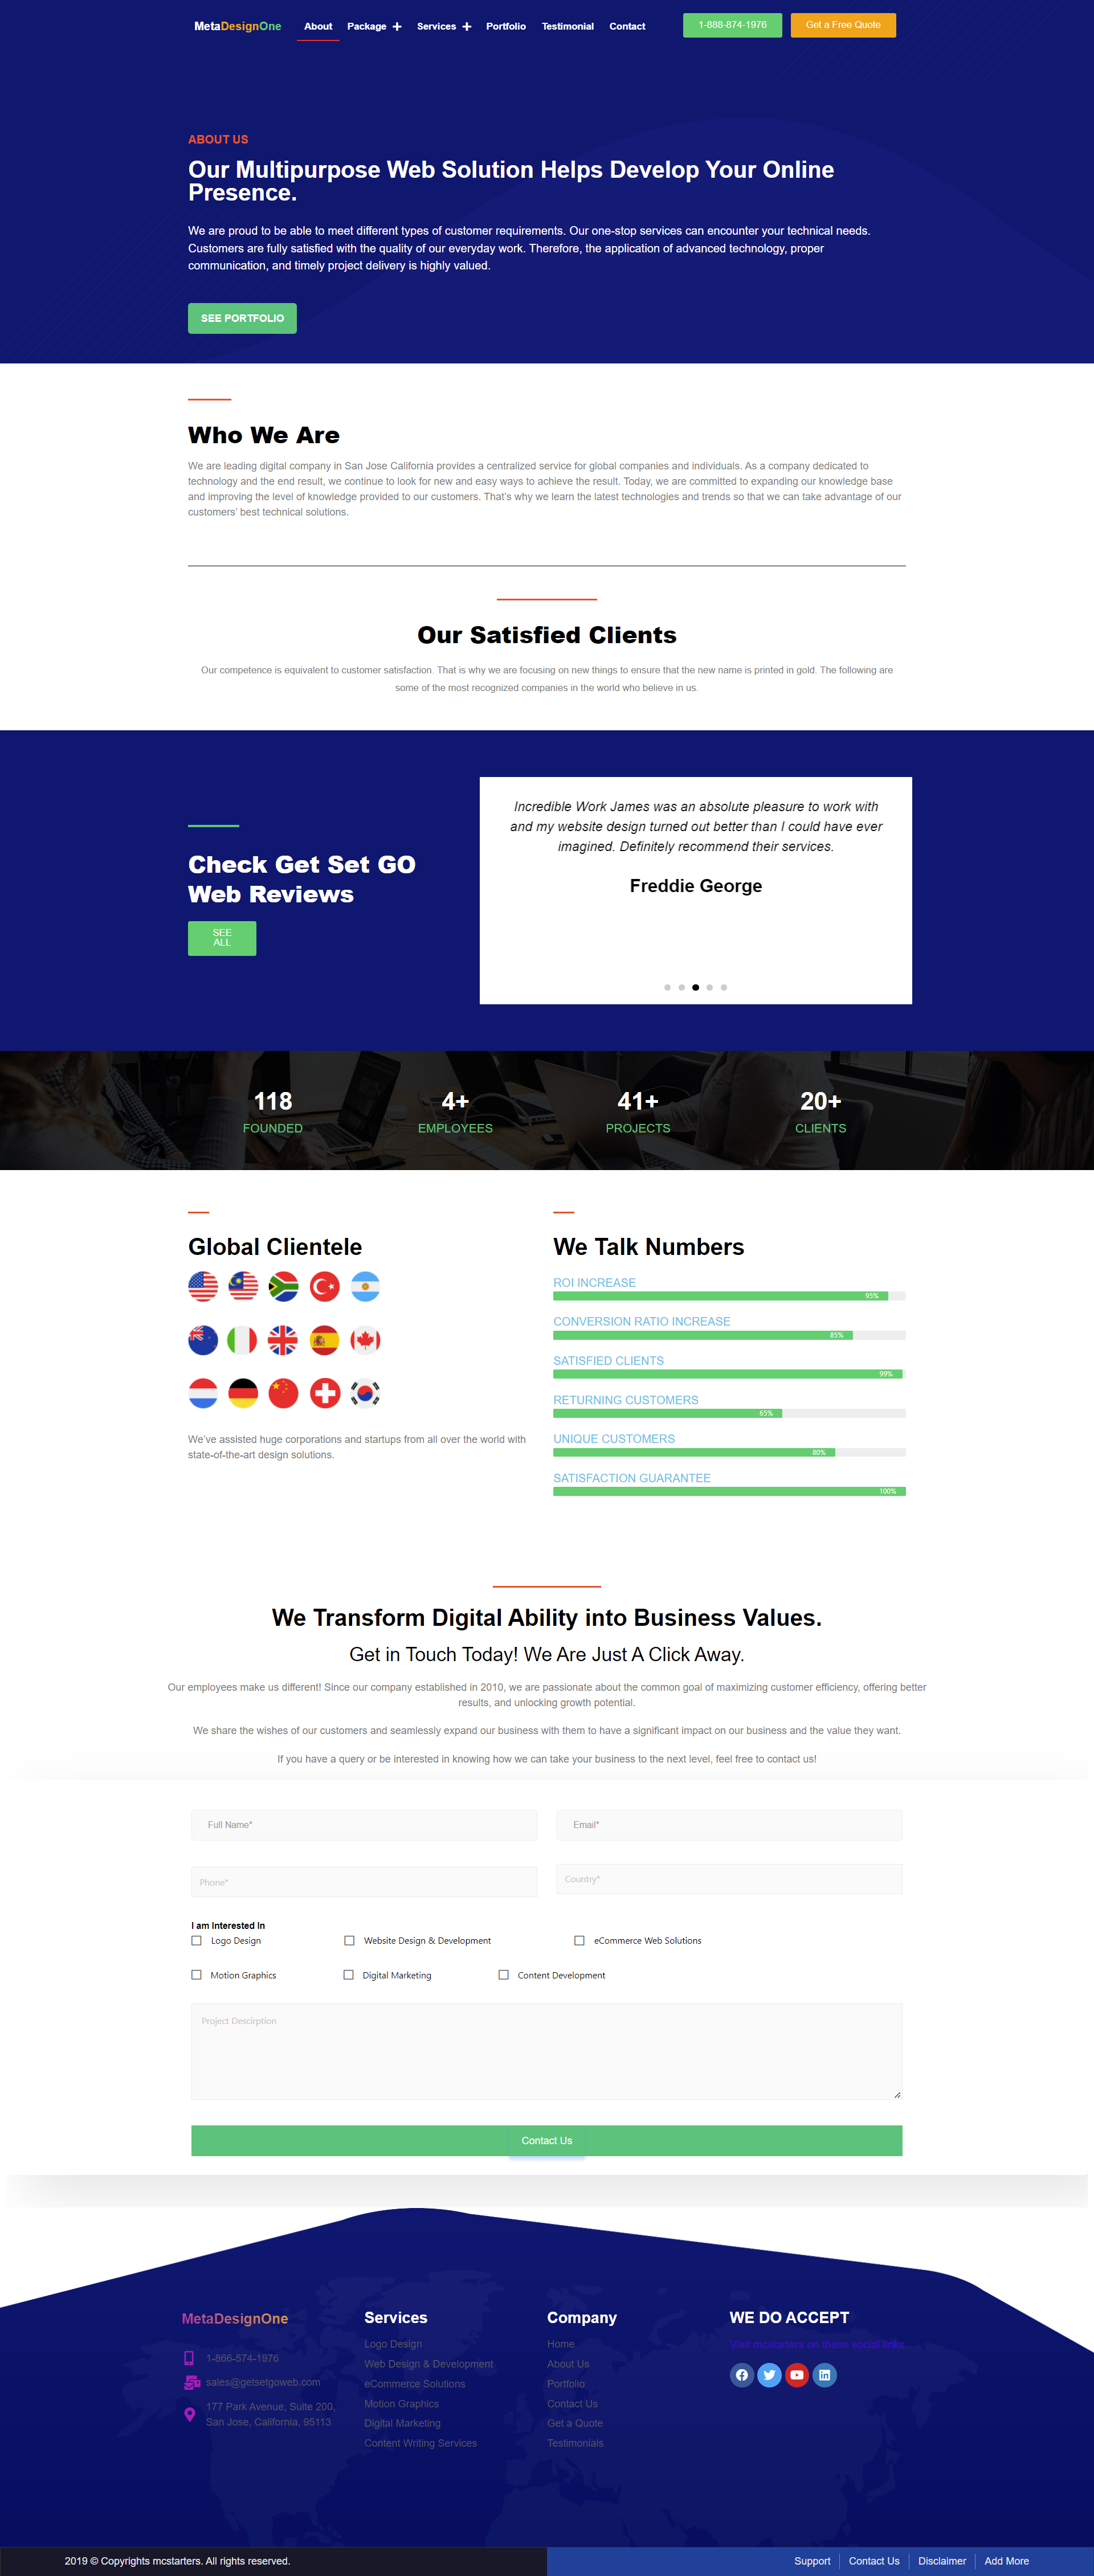 MetaDesignOne
About
Package
Services
Portfolio
Testimonial
Contact
1-888-874-1976
Get a Free Quote
ABOUT US
Our Multipurpose Web Solution Helps Develop Your Online
Presence.
We are proud to be able to meet different types of customer requirements. Our one-stop services can encounter your technical needs.
Customers are fully satisfied with the quality of our everyday work. Therefore, the application of advanced technology, proper
communication, and timely project delivery is highly valued.
SEE PORTFOLIO
Who We Are
We are leading digital company in San Jose California provides a centralized service for global companies and individuals. As a company dedicated to
technology and the end result, we continue to look for new and easy ways to achieve the result. Today, we are committed to expanding our knowledge base
and improving the level of knowledge provided to our customers. That's why we learn the latest technologies and trends so that we can take advantage of our
customers' best technical solutions.
Our Satisfied Clients
Our competence is equivalent to customer satisfaction. That is why we are focusing on new things to ensure that the new name is printed in gold. The following are
some of the most recognized companies in the world who believe in us.
Check Get Set GO
Web Reviews
SEE
ALL
Incredible Work James was an absolute pleasure to work with
and my website design turned out better than I could have ever
imagined. Definitely recommend their services.
Freddie George
118
FOUNDED
4+
EMPLOYEES
41+
PROJECTS
20+
CLIENTS
Global Clientele
We've assisted huge corporations and startups from all over the world with
state-of-the-art design solutions.
We Talk Numbers
ROI INCREASE
95%
CONVERSION RATIO INCREASE
85%
SATISFIED CLIENTS
99%
RETURNING CUSTOMERS
65%
UNIQUE CUSTOMERS
80%
SATISFACTION GUARANTEE
100%
We Transform Digital Ability into Business Values.
Get in Touch Today! We Are Just A Click Away.
Our employees make us different! Since our company established in 2010, we are passionate about the common goal of maximizing customer efficiency, offering better
results, and unlocking growth potential.
We share the wishes of our customers and seamlessly expand our business with them to have a significant impact on our business and the value they want.
If you have a query or be interested in knowing how we can take your business to the next level, feel free to contact us!
Full Name*
Email*
Phone*
Country*
I am Interested In
Logo Design
Website Design & Development
eCommerce Web Solutions
Motion Graphics
Digital Marketing
Content Development
Project Descirption
Contact Us
MetaDesignOne
1-866-574-1976
sales@getsetgoweb.com
177 Park Avenue, Suite 200,
San Jose, California, 95113
Services
Logo Design
Web Design & Development
eCommerce Solutions
Motion Graphics
Digital Marketing
Content Writing Services
Company
Home
About Us
Portfolio
Contact Us
Get a Quote
Testimonials
WE DO ACCEPT
Visit mcstarters on these social links
2019 © Copyrights mcstarters. All rights reserved.
Support
Contact Us
Disclaimer
Add More